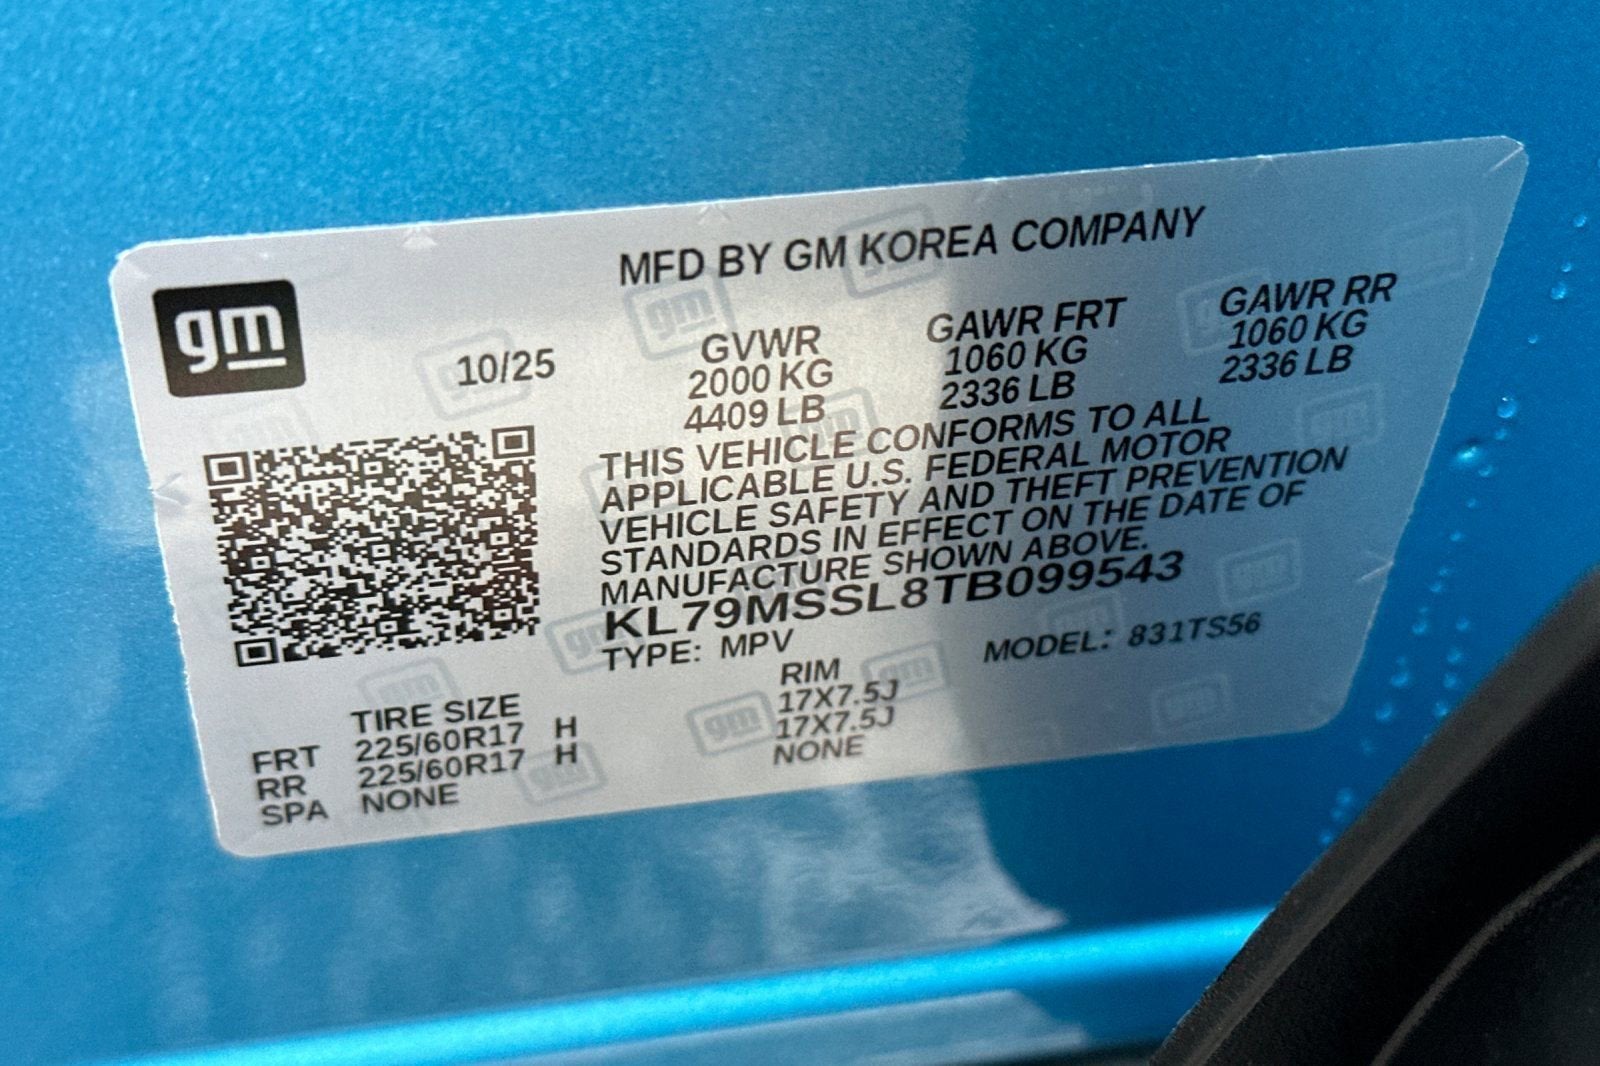 MFD BY GM KOREA COMPANY
gm
10/25
GVWR GAWR FRT GAWR RR
2000 KG 1060 KG 1060 KG
4409 LB 2336 LB 2336 LB
THIS VEHICLE CONFORMS TO ALL
APPLICABLE U.S. FEDERAL MOTOR
VEHICLE SAFETY AND THEFT PREVENTION
STANDARDS IN EFFECT ON THE DATE OF
MANUFACTURE SHOWN ABOVE.
KL79MSSL8TB099543
TYPE: MPV MODEL: 831TS56
TIRE SIZE RIM
FRT 225/60R17 H 17X7.5J
RR 225/60R17 H 17X7.5J
SPA NONE NONE